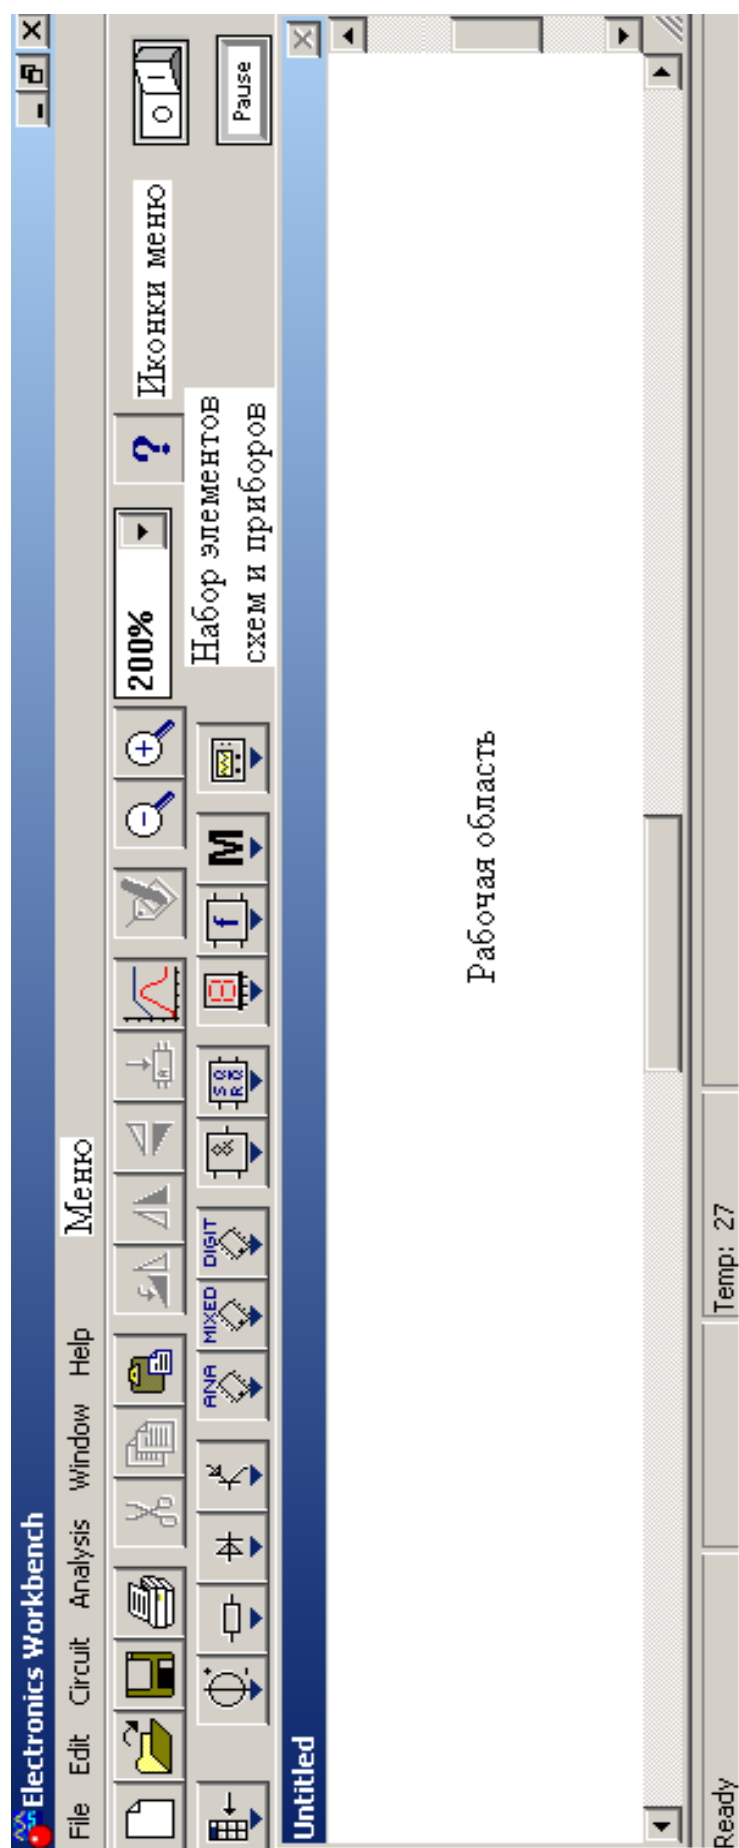 Electronics Workbench
File Edit Circuit Analysis Window Help
Меню
200%
?
Иконки меню
Pause
ANA
MIXED
DIGIT
&
f
M
Набор элементов
схем и приборов
Untitled
Рабочая область
Ready
Temp: 27